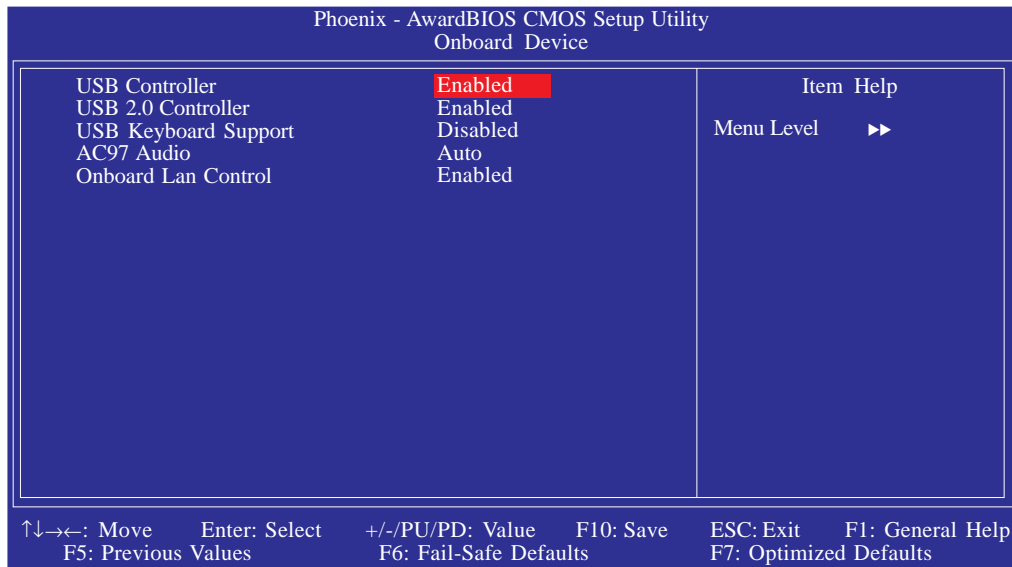 Phoenix - AwardBIOS CMOS Setup Utility
Onboard Device
USB Controller Enabled
USB 2.0 Controller Enabled
USB Keyboard Support Disabled
AC97 Audio Auto
Onboard Lan Control Enabled
Item Help
Menu Level ▸▸
↑↓→←: Move Enter: Select +/-/PU/PD: Value F10: Save ESC: Exit F1: General Help
F5: Previous Values F6: Fail-Safe Defaults F7: Optimized Defaults